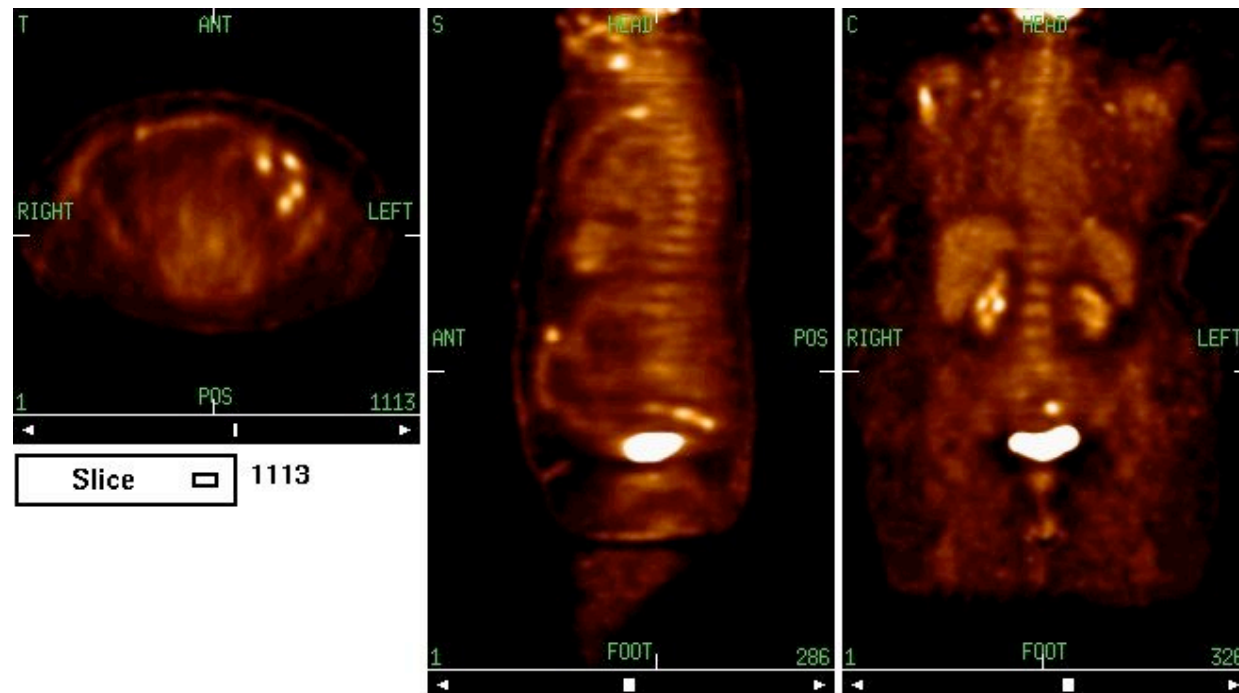 T ANT
RIGHT LEFT
POS
1 1113
Slice 1113
S HEAD
ANT POS
FOOT
1 286
C HEAD
RIGHT LEFT
FOOT
1 326